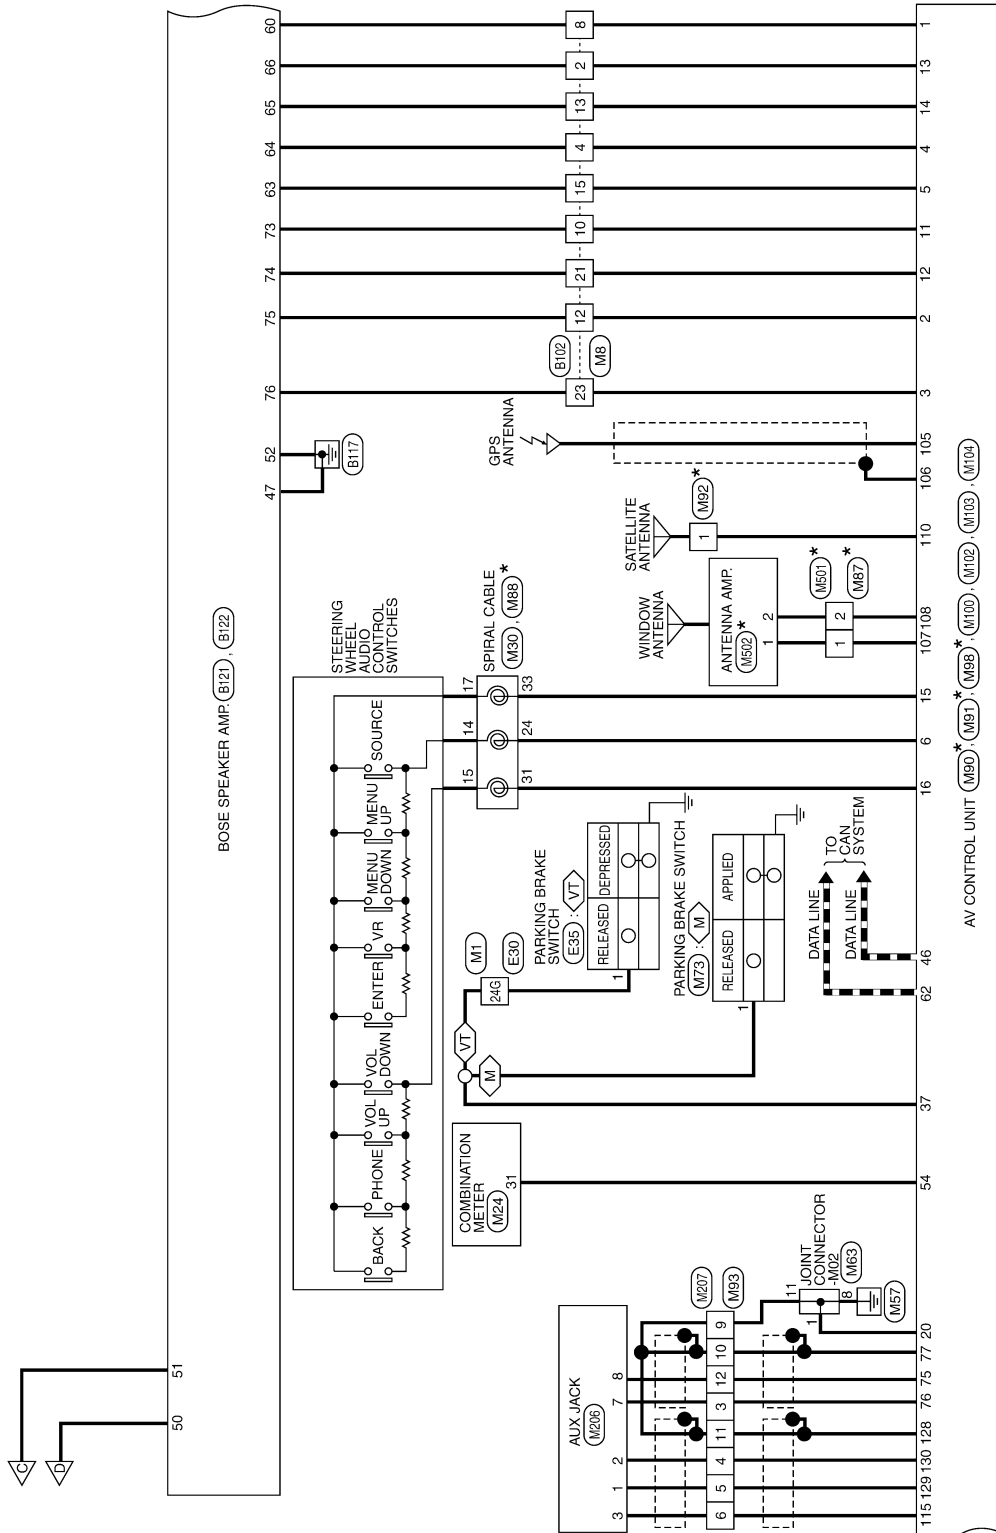 C
D
51
50
BOSE SPEAKER AMP. B121 , B122
60
66
65
64
63
73
74
75
76
52
47
B117
8
2
13
4
15
10
21
12
23
B102
M8
1
13
14
4
5
11
12
2
3
GPS
ANTENNA
105
106
SATELLITE
ANTENNA
1
M92 *
110
WINDOW
ANTENNA
ANTENNA AMP.
M502 *
1
2
M501 *
M87 *
1
2
107
108
STEERING
WHEEL
AUDIO
CONTROL
SWITCHES
BACK
PHONE
VOL
UP
VOL
DOWN
ENTER
VR
MENU
DOWN
MENU
UP
SOURCE
SPIRAL CABLE
M30 , M88 *
15
14
17
31
24
33
16
6
15
PARKING BRAKE
SWITCH
E35 : VT
RELEASED
DEPRESSED
1
M1
E30
24G
VT
M
PARKING BRAKE SWITCH
M73 : M
RELEASED
APPLIED
1
DATA LINE
DATA LINE
TO
CAN
SYSTEM
62
46
37
COMBINATION
METER
M24
31
54
AUX JACK
M206
3
1
2
7
8
M207
M93
6
5
4
11
3
12
10
9
JOINT
CONNECTOR
-M02
M63
11
1
8
M57
115
129
130
128
76
75
77
20
AV CONTROL UNIT M90 * , M91 * , M98 * , M100 , M102 , M103 , M104